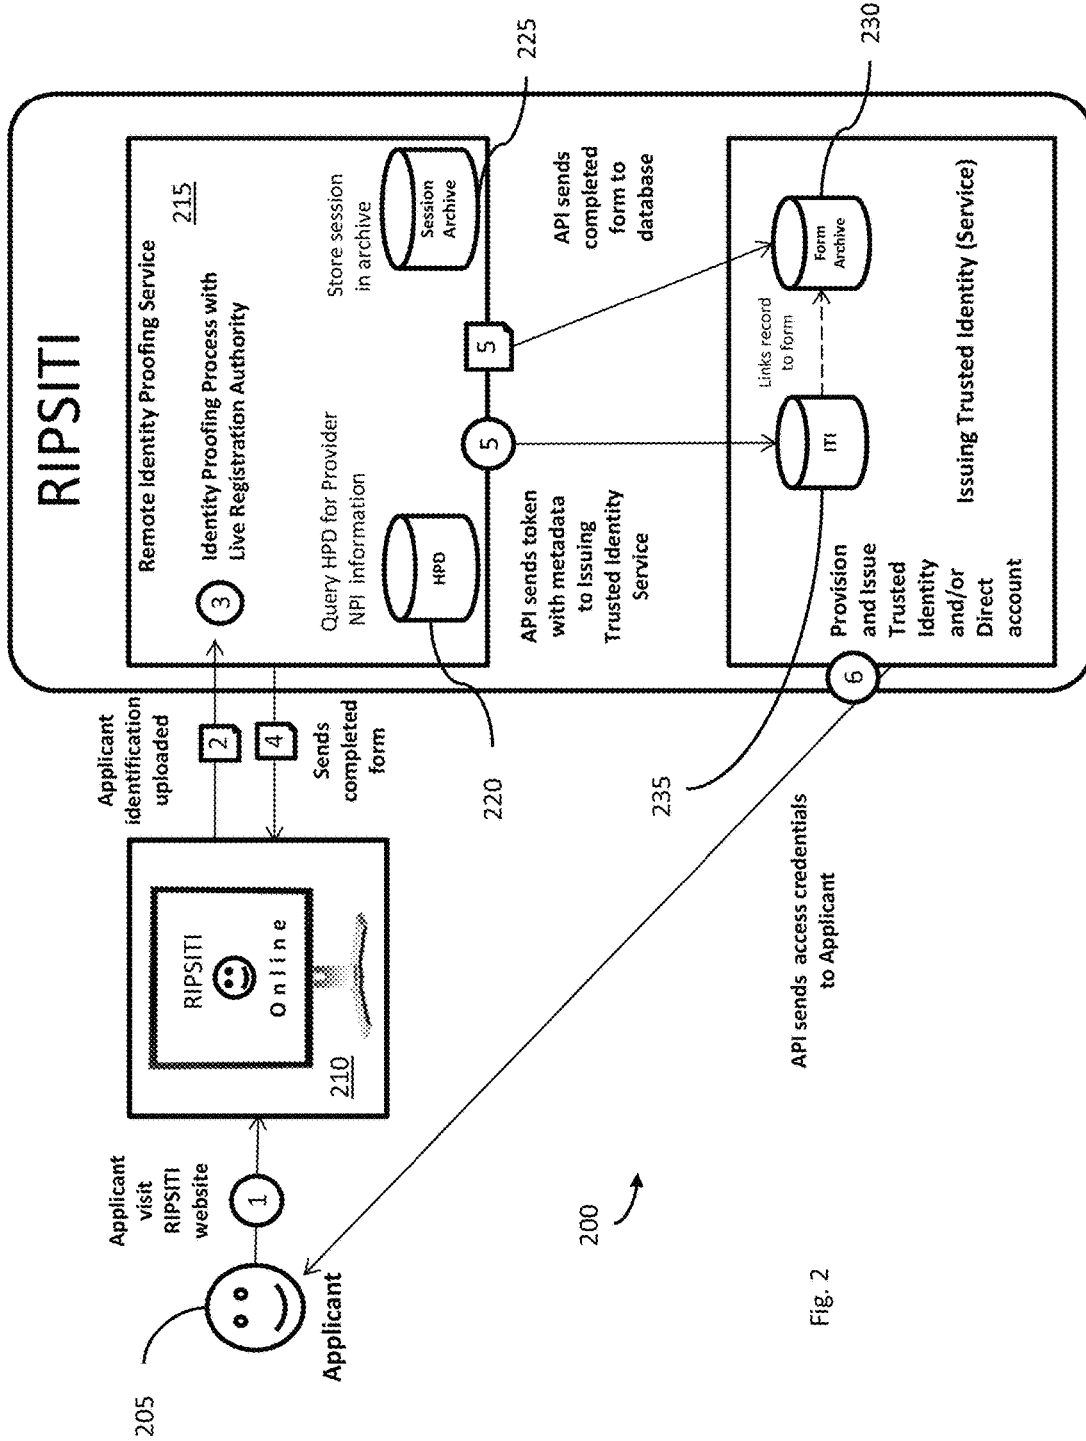 RIPSITI
Remote Identity Proofing Service
215
3
Identity Proofing Process with
Live Registration Authority
Query HPD for Provider
NPI information
HPD
Store session
in archive
Session
Archive
225
220
Applicant
visit
RIPSITI
website
1
Applicant
205
RIPSITI
Online
210
Applicant
identification
uploaded
2
4
Sends
completed
form
5
5
API sends token
with metadata
to Issuing
Trusted Identity
Service
API sends
completed
form to
database
Links record
to form
ITI
Form
Archive
230
235
6
Provision
and Issue
Trusted
Identity
and/or
Direct
account
Issuing Trusted Identity (Service)
API sends access credentials
to Applicant
200
Fig. 2